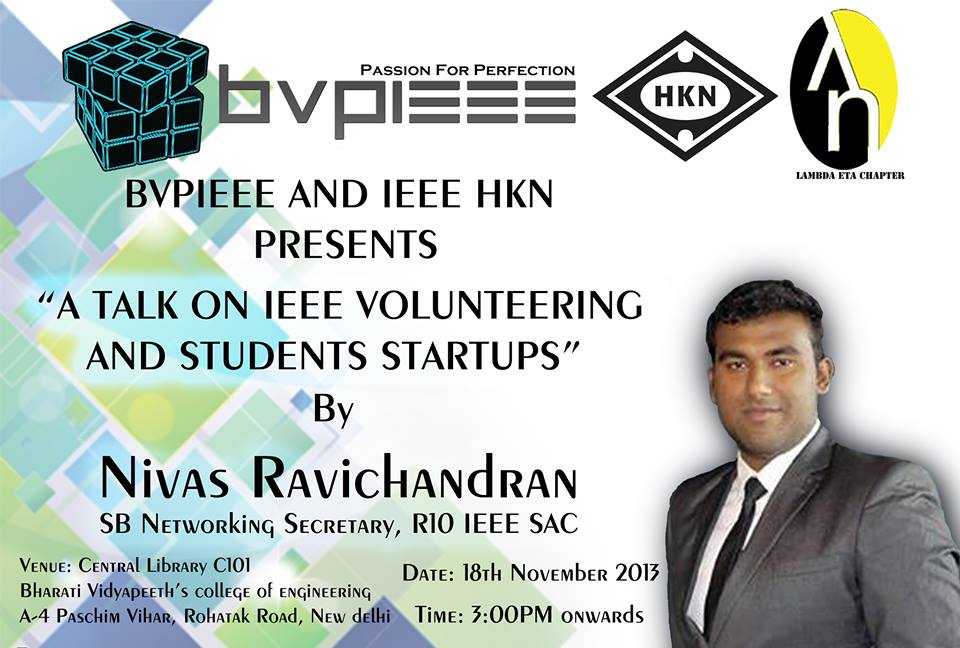 PASSION FOR PERFECTION
bvpieee
HKN
Λη
LAMBDA ETA CHAPTER
BVPIEEE AND IEEE HKN
PRESENTS
“A TALK ON IEEE VOLUNTEERING
AND STUDENTS STARTUPS”
By
Nivas Ravichandran
SB Networking Secretary, R10 IEEE SAC
Venue: Central Library C101
Bharati Vidyapeeth's college of engineering
A-4 Paschim Vihar, Rohatak Road, New delhi
Date: 18th November 2013
Time: 3:00PM onwards